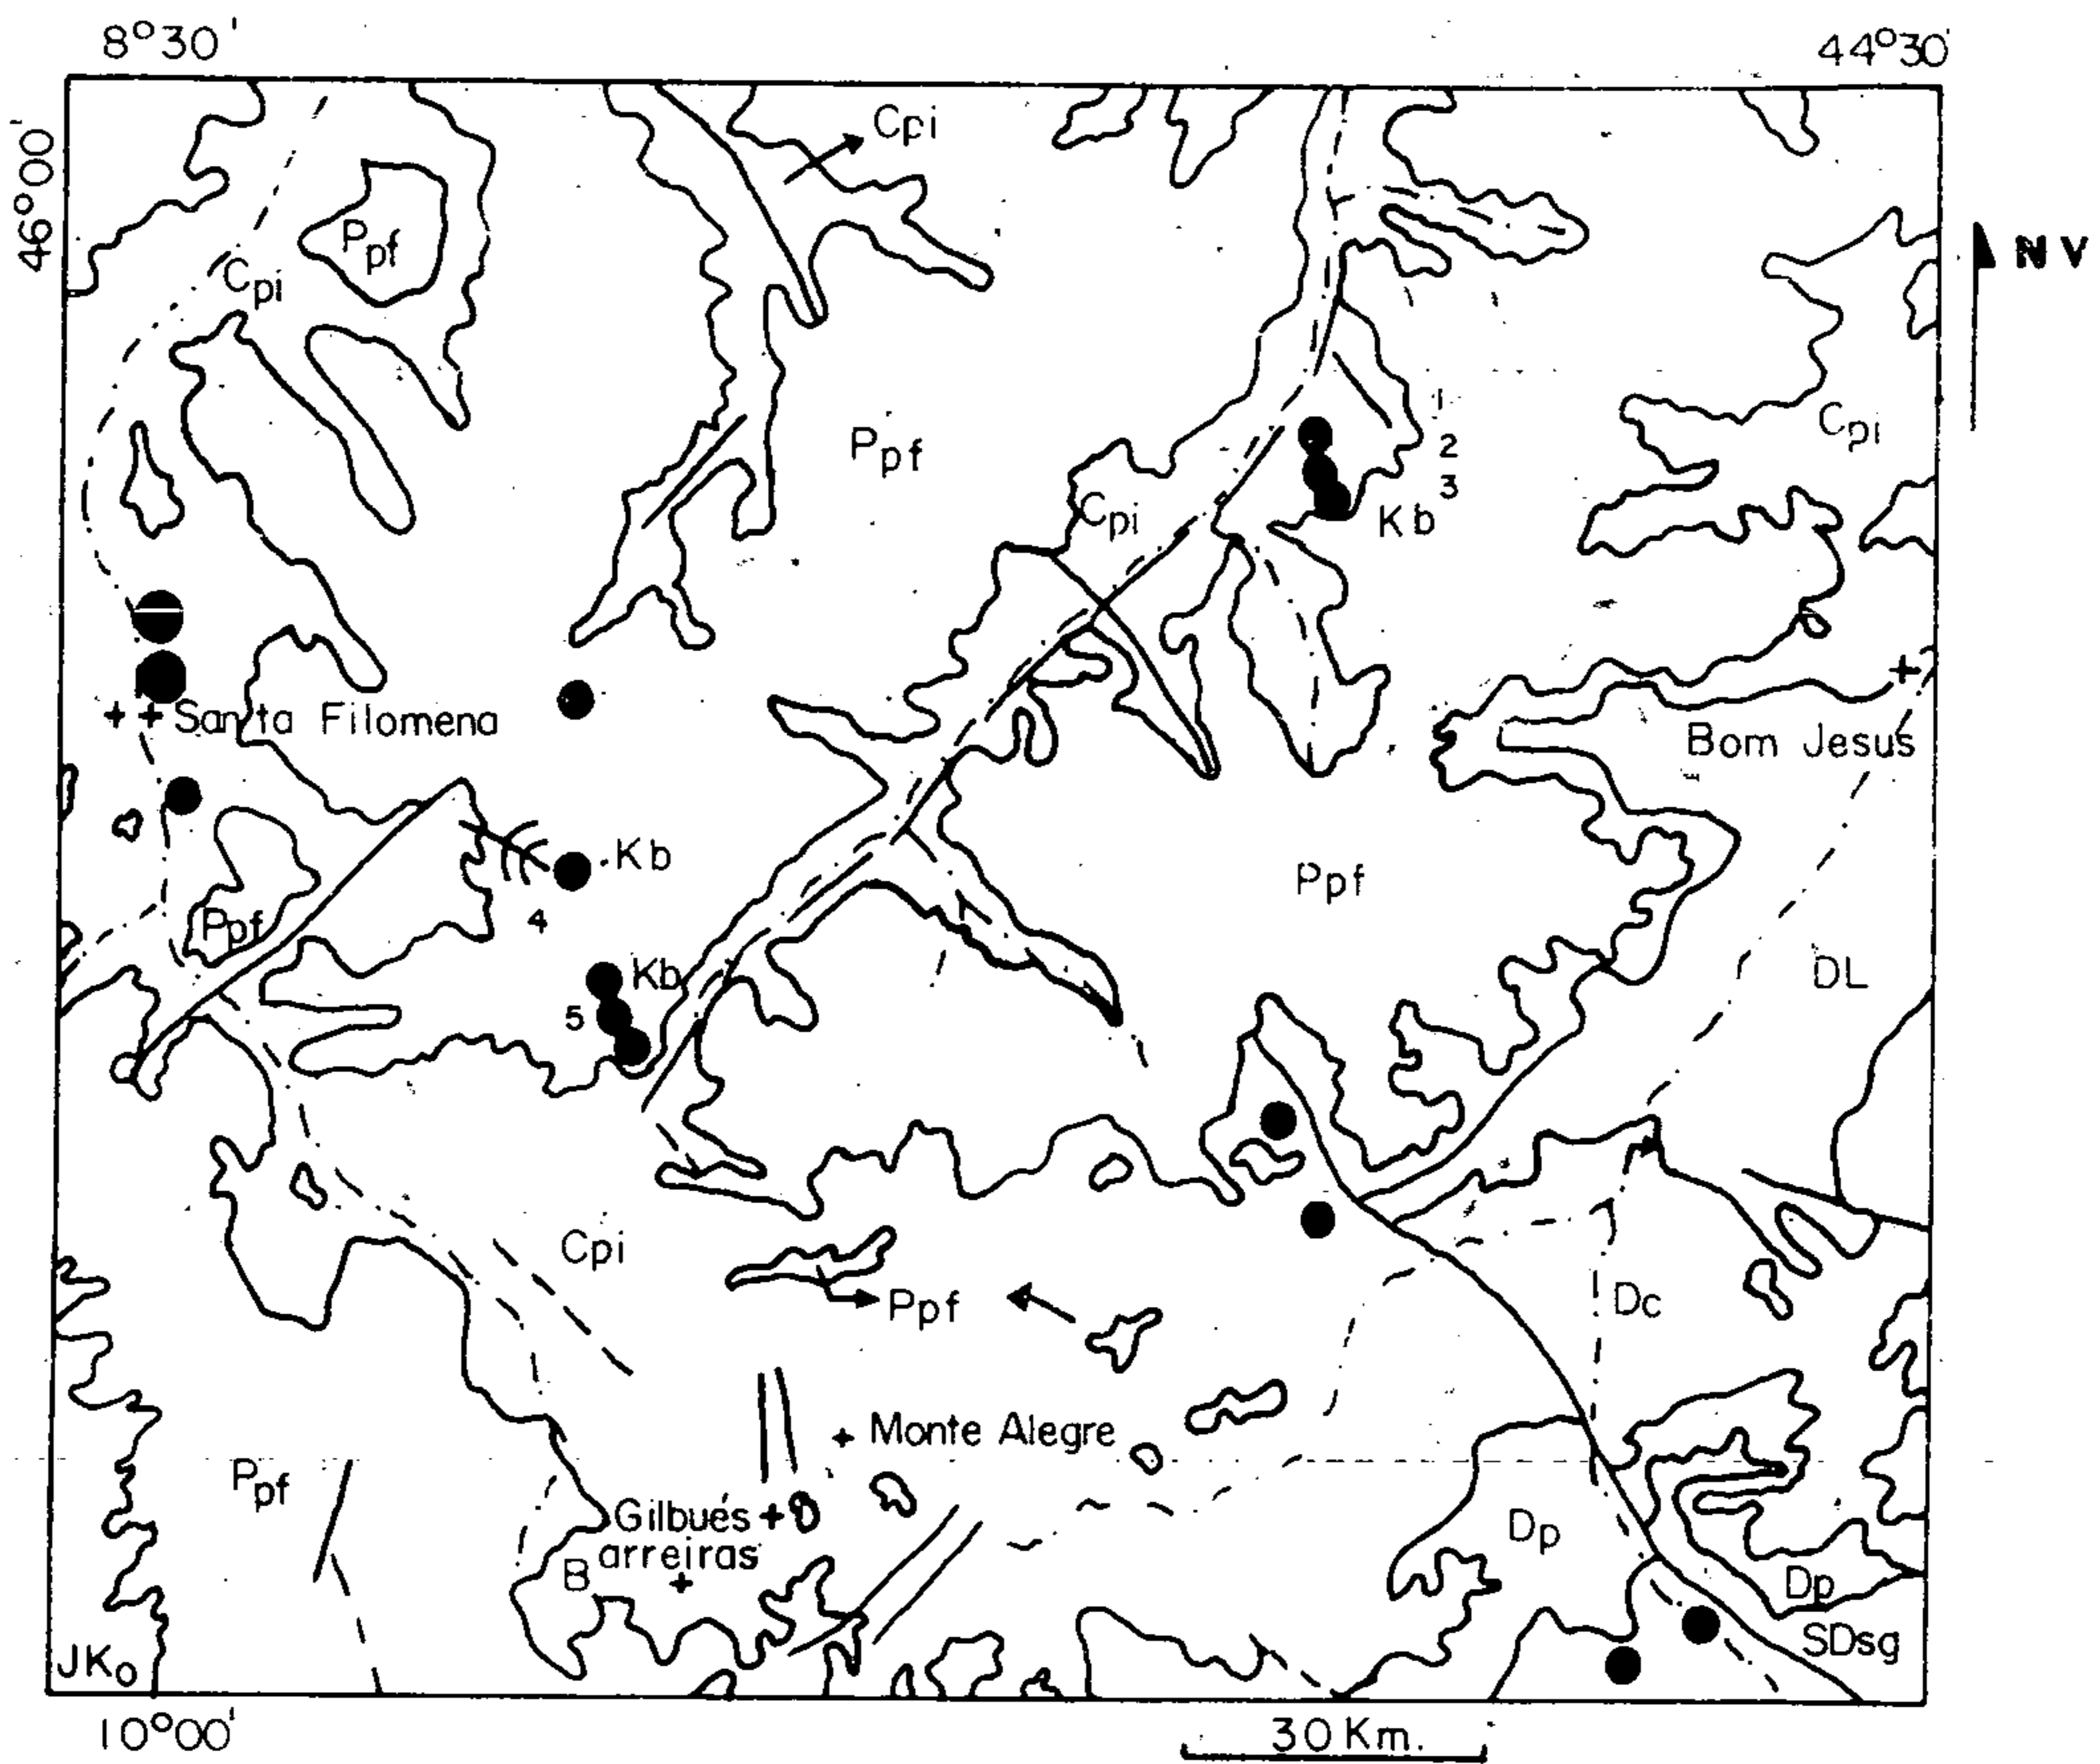 8°30'
44°30'
46°00'
Cpi
N V
Ppf
Cpi
1
Ppf
2
Cpi
3
Cpi
Kb
Santa Filomena
Bom Jesus
Kb
Ppf
4
Ppf
DL
Kb
5
Cpi
Ppf
Dc
Monte Alegre
Ppf
Gilbués
Dp
Barreiras
Dp
SDsg
JKo
10°00'
30 Km.